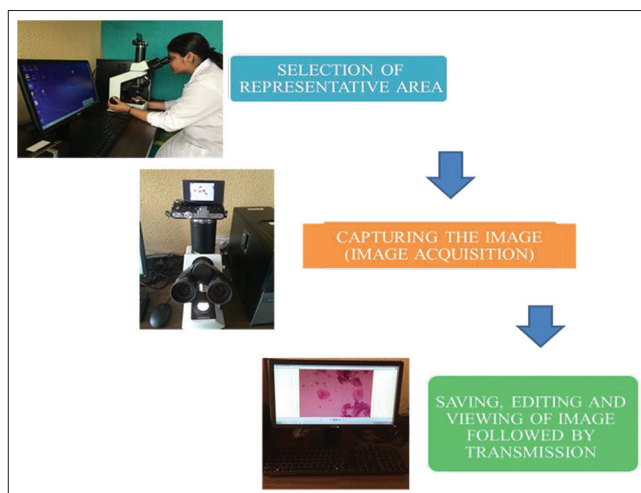 SELECTION OF
REPRESENTATIVE AREA
CAPTURING THE IMAGE
(IMAGE ACQUISITION)
SAVING, EDITING AND
VIEWING OF IMAGE
FOLLOWED BY
TRANSMISSION